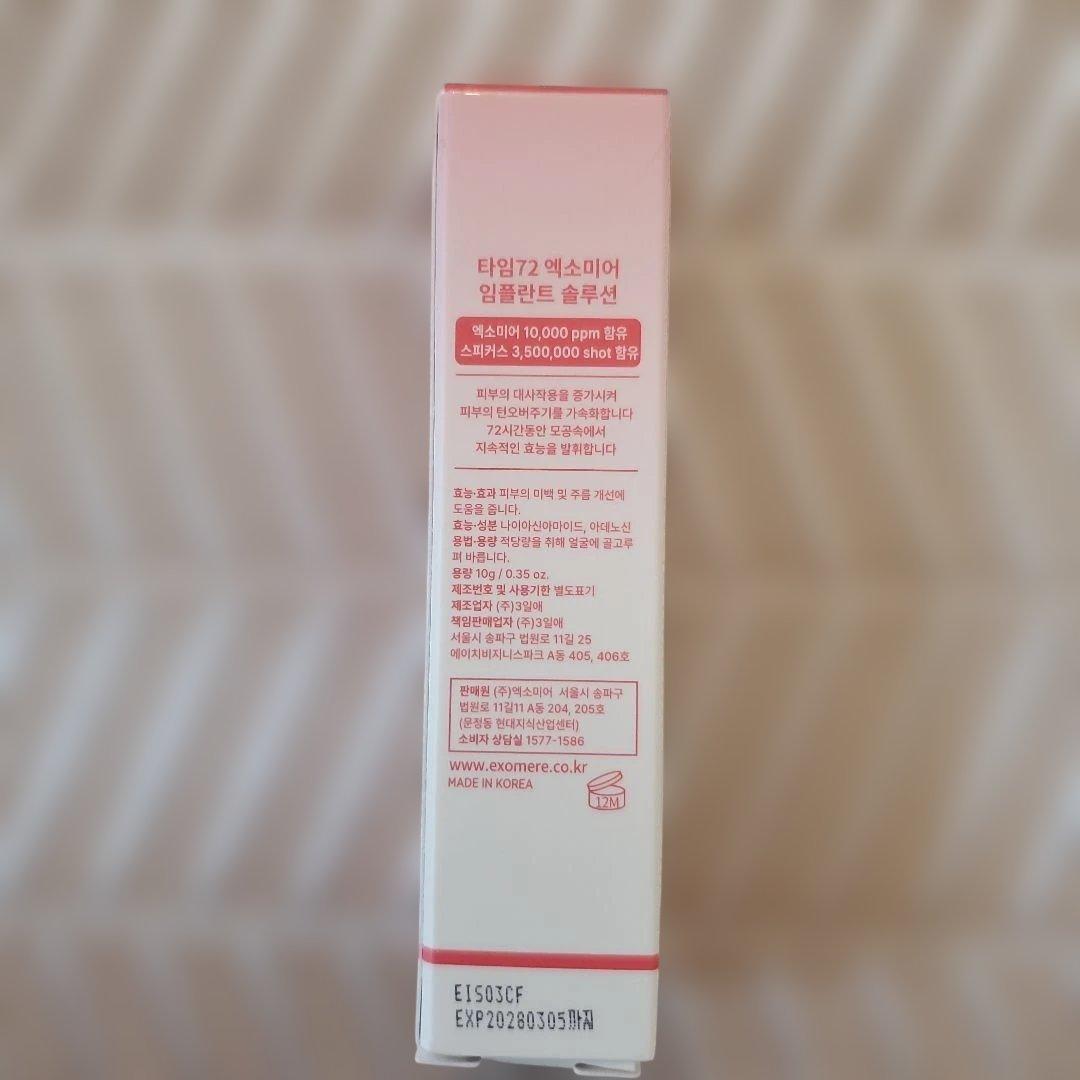 타임72 엑소미어
임플란트 솔루션
엑소미어 10,000 ppm 함유
스피커스 3,500,000 shot 함유
피부의 대사작용을 증가시켜
피부의 턴오버주기를 가속화합니다
72시간동안 모공속에서
지속적인 효능을 발휘합니다
효능·효과 피부의 미백 및 주름 개선에
도움을 줍니다.
효능·성분 나이아신아마이드, 아데노신
용법·용량 적당량을 취해 얼굴에 골고루
펴 바릅니다.
용량 10g / 0.35 oz.
제조번호 및 사용기한 별도표기
제조업자 (주)3일애
책임판매업자 (주)3일애
서울시 송파구 법원로 11길 25
에이치비지니스파크 A동 405, 406호
판매원 (주)엑소미어 서울시 송파구
법원로 11길11 A동 204, 205호
(문정동 현대지식산업센터)
소비자 상담실 1577-1586
www.exomere.co.kr
MADE IN KOREA
12M
EIS03CF
EXP20280305까지